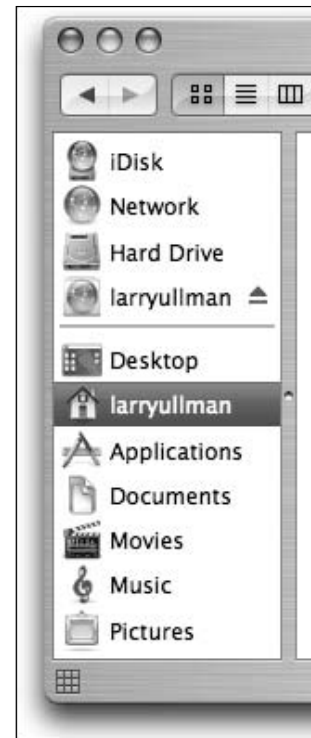 iDisk
Network
Hard Drive
larryullman
Desktop
larryullman
Applications
Documents
Movies
Music
Pictures